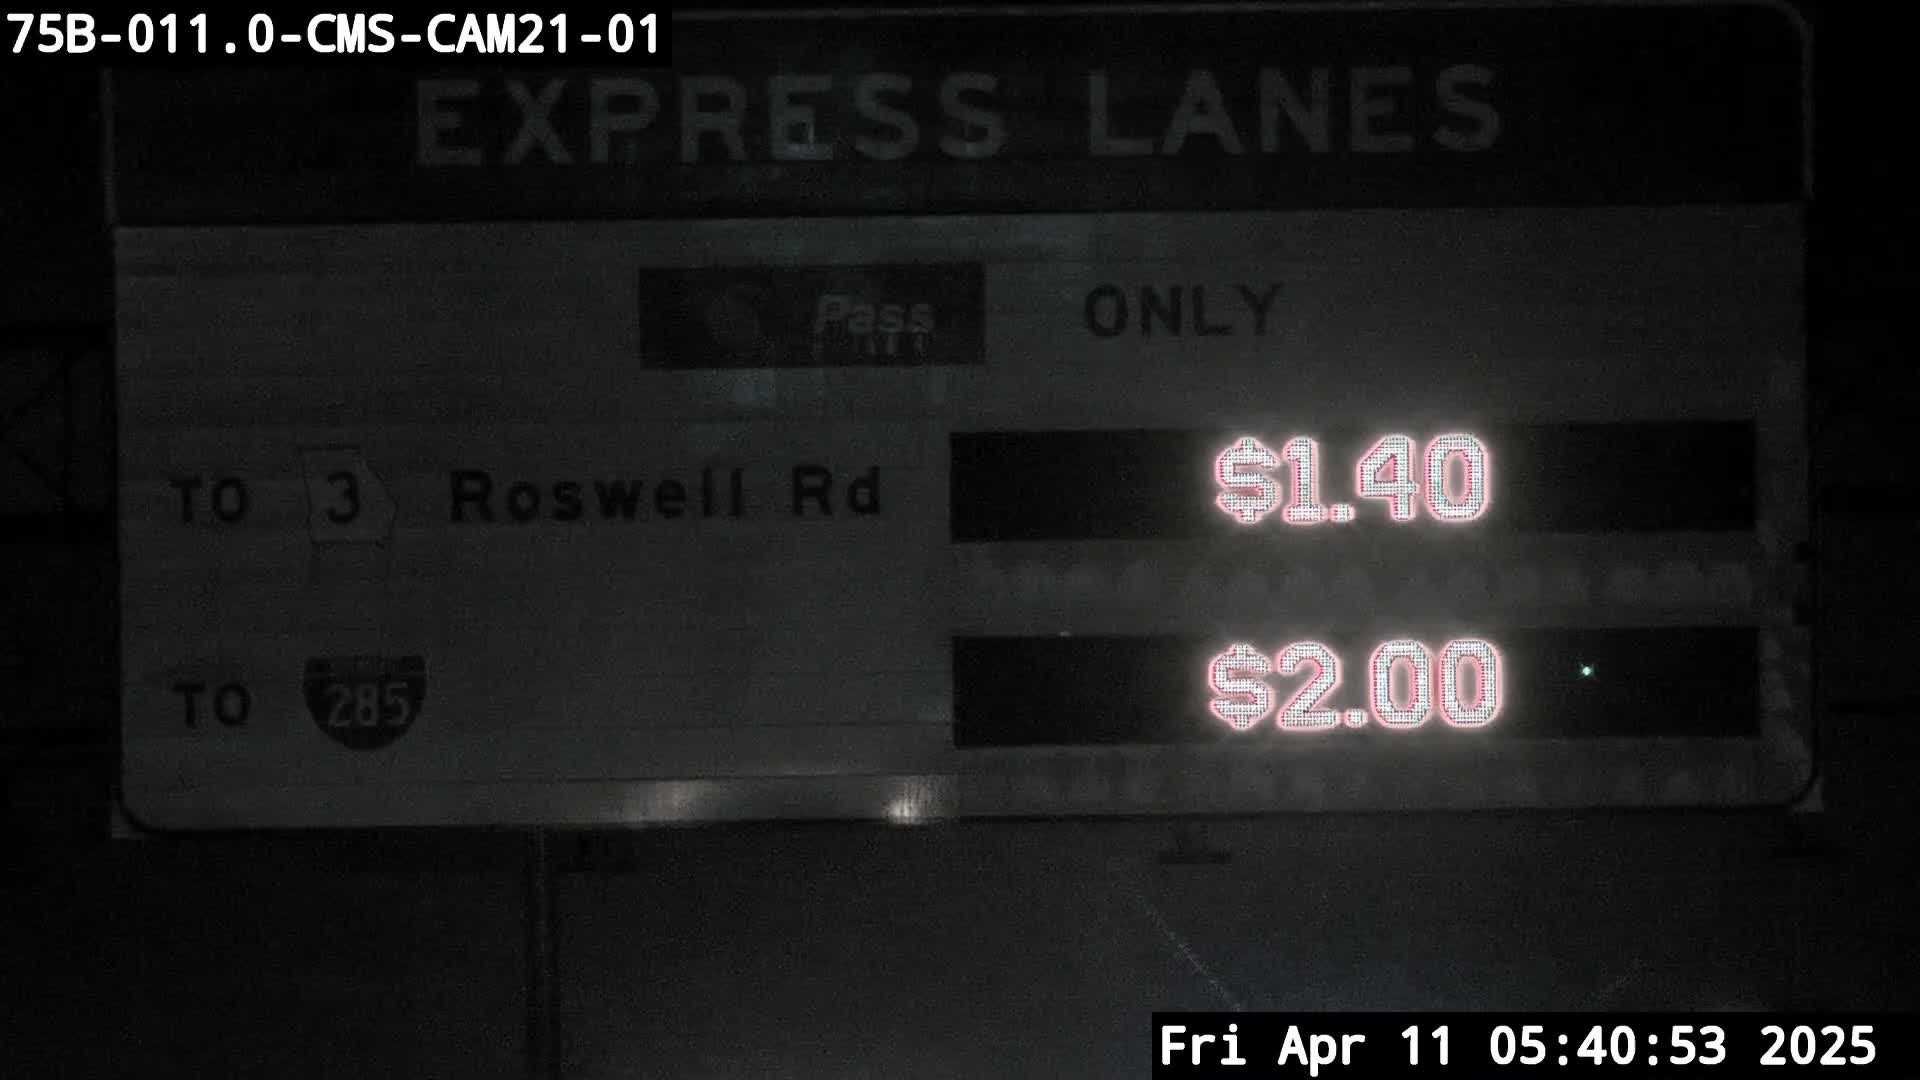 75B-011.0-CMS-CAM21-01
EXPRESS LANES
Pass ONLY
TO 3 Roswell Rd $1.40
TO 285 $2.00
Fri Apr 11 05:40:53 2025